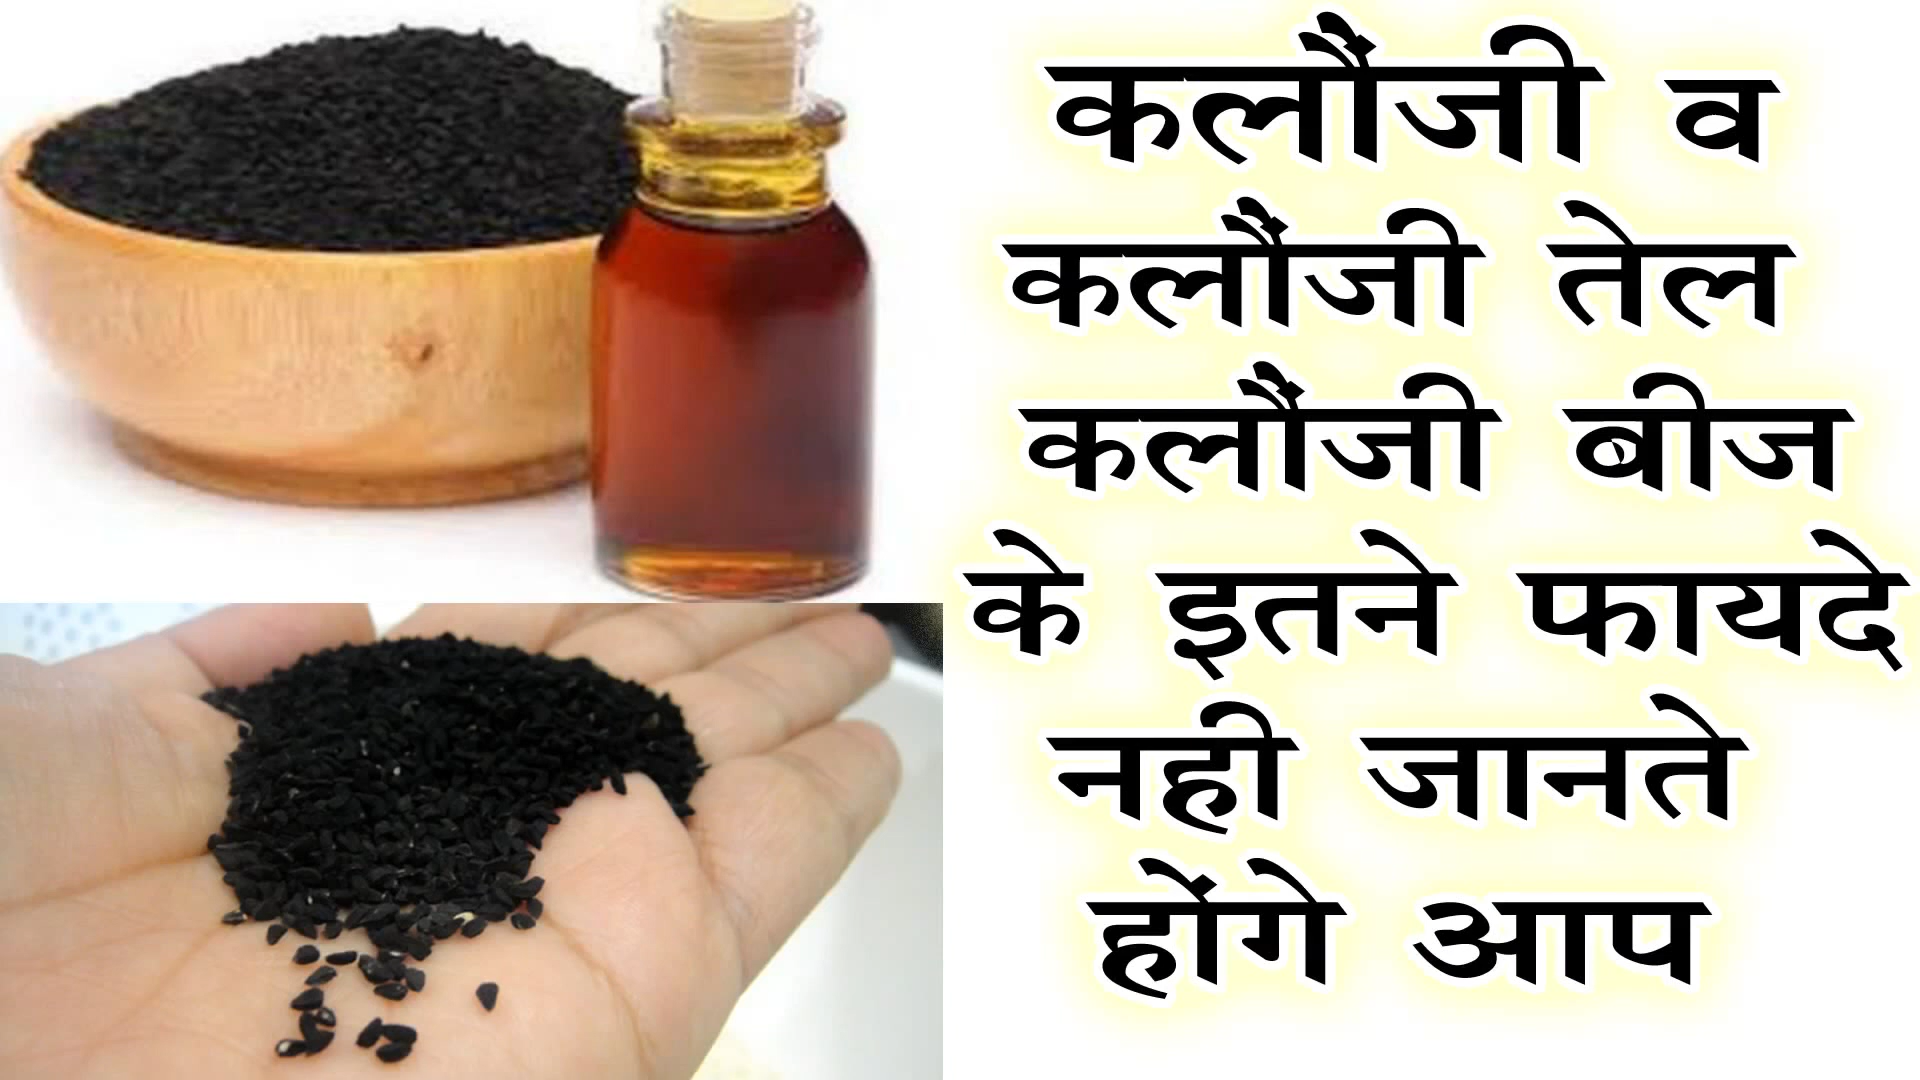 कलौंजी व
कलौंजी तेल
कलौंजी बीज
के इतने फायदे
नही जानते
होंगे आप